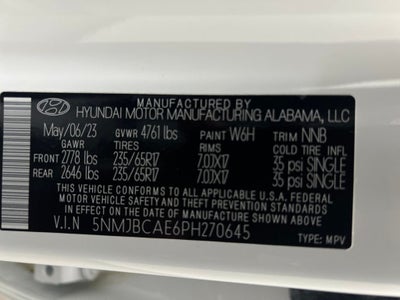 MANUFACTURED BY
HYUNDAI MOTOR MANUFACTURING ALABAMA, LLC
May/06/23 GVWR 4761 lbs PAINT W6H TRIM NNB
GAWR TIRES RIMS COLD TIRE INFL
FRONT 2778 lbs 235/65R17 7.0JX17 35 psi SINGLE
REAR 2646 lbs 235/65R17 7.0JX17 35 psi SINGLE
THIS VEHICLE CONFORMS TO ALL APPLICABLE U.S.A. FEDERAL
MOTOR VEHICLE SAFETY AND THEFT PREVENTION STANDARDS
IN EFFECT ON THE DATE OF MANUFACTURE SHOWN ABOVE.
V.I.N 5NMJBCAE6PH270645
TYPE: MPV